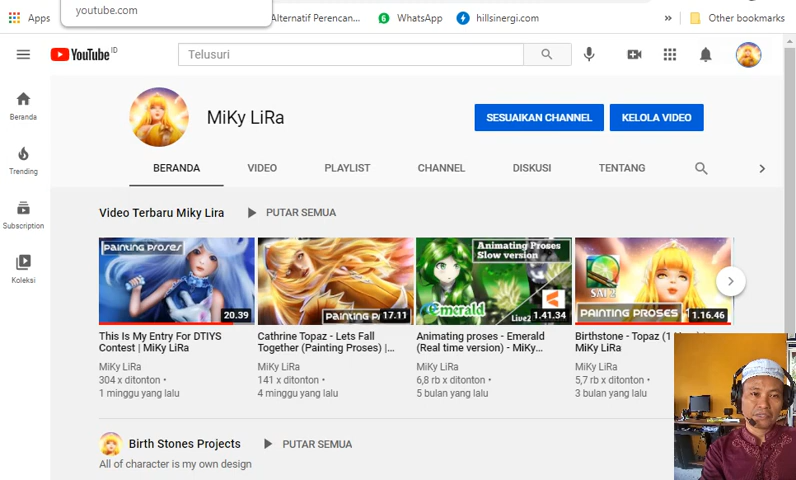 youtube.com
Apps
Alternatif Perencan...
6
WhatsApp
hillsinergi.com
»
Other bookmarks
YouTube ID
Telusuri
MiKy LiRa
SESUAIKAN CHANNEL
KELOLA VIDEO
BERANDA
VIDEO
PLAYLIST
CHANNEL
DISKUSI
TENTANG
Beranda
Trending
Subscription
Koleksi
Video Terbaru Miky Lira
PUTAR SEMUA
PAINTING PROSES
20.39
PAINTING P
17.11
Animating Proses
Slow version
Emerald
Live2
1.41.34
SAI 2
PAINTING PROSES
1.16.46
This Is My Entry For DTIYS
Contest | MiKy LiRa
MiKy LiRa
304 x ditonton •
1 minggu yang lalu
Cathrine Topaz - Lets Fall
Together (Painting Proses) |...
MiKy LiRa
141 x ditonton •
4 minggu yang lalu
Animating proses - Emerald
(Real time version) - MiKy...
MiKy LiRa
6,8 rb x ditonton •
5 bulan yang lalu
Birthstone - Topaz (1
MiKy LiRa
MiKy LiRa
5,7 rb x ditonton •
3 bulan yang lalu
Birth Stones Projects
PUTAR SEMUA
All of character is my own design